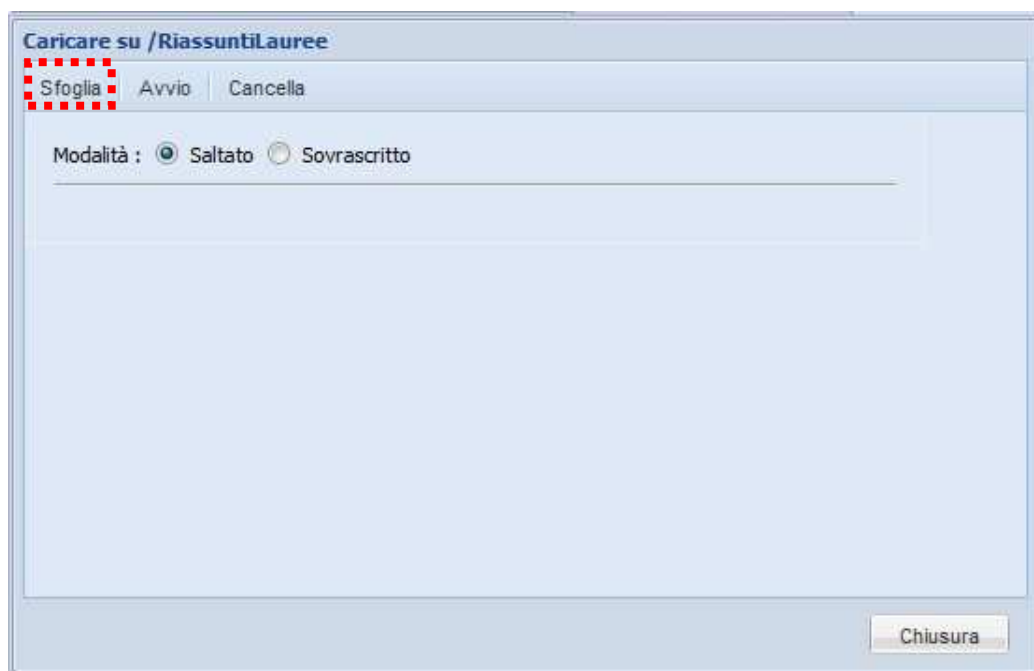 Caricare su /RiassuntiLauree
Sfoglia Avvio Cancella
Modalità : Saltato Sovrascritto
Chiusura